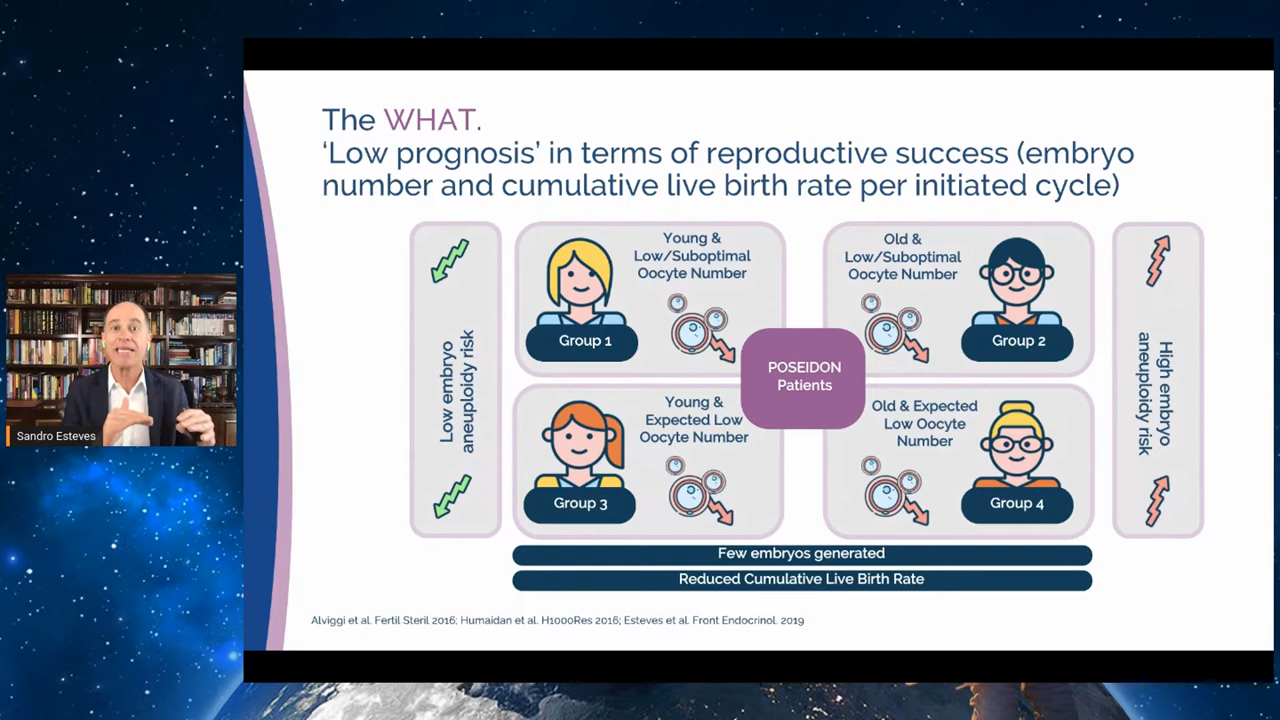 The WHAT.
‘Low prognosis’ in terms of reproductive success (embryo
number and cumulative live birth rate per initiated cycle)
Low embryo
aneuploidy risk
Young &
Low/Suboptimal
Oocyte Number
Group 1
Old &
Low/Suboptimal
Oocyte Number
Group 2
POSEIDON
Patients
Young &
Expected Low
Oocyte Number
Group 3
Old & Expected
Low Oocyte
Number
Group 4
High embryo
aneuploidy risk
Few embryos generated
Reduced Cumulative Live Birth Rate
Alviggi et al. Fertil Steril 2016; Humaidan et al. H1000Res 2016; Esteves et al. Front Endocrinol. 2019
Sandro Esteves